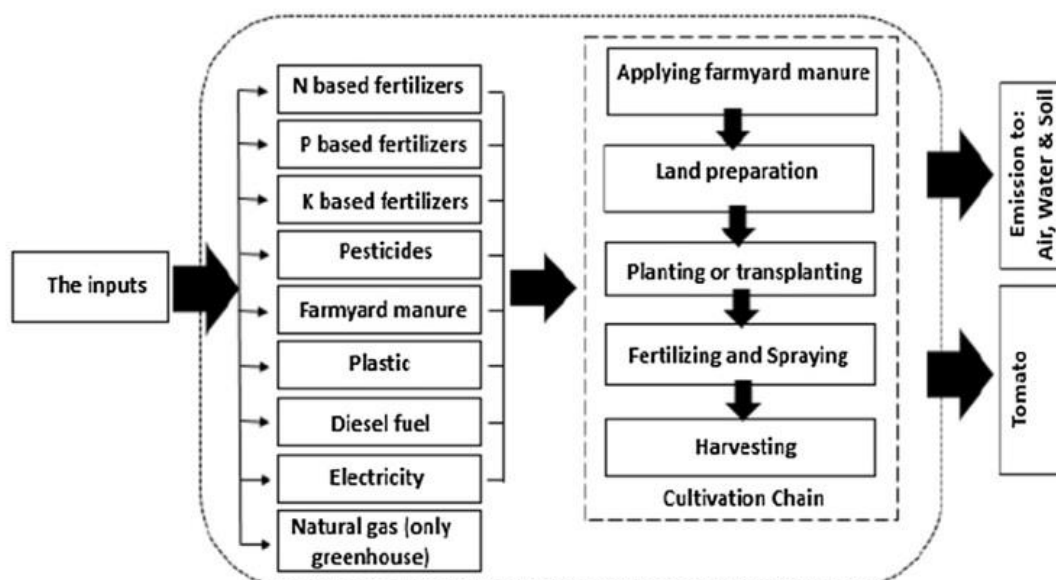 The inputs
N based fertilizers
P based fertilizers
K based fertilizers
Pesticides
Farmyard manure
Plastic
Diesel fuel
Electricity
Natural gas (only
greenhouse)
Applying farmyard manure
Land preparation
Planting or transplanting
Fertilizing and Spraying
Harvesting
Cultivation Chain
Emission to:
Air, Water & Soil
Tomato